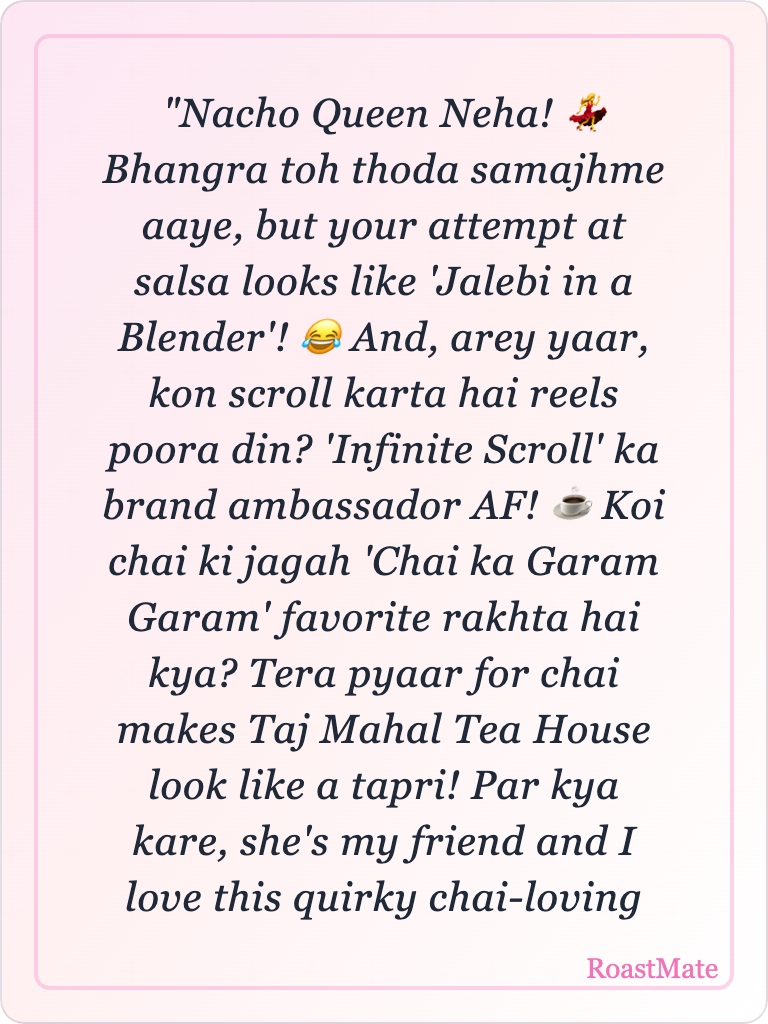 "Nacho Queen Neha! 💃
Bhangra toh thoda samajhme
aaye, but your attempt at
salsa looks like 'Jalebi in a
Blender'! 😂 And, arey yaar,
kon scroll karta hai reels
poora din? 'Infinite Scroll' ka
brand ambassador AF! ☕ Koi
chai ki jagah 'Chai ka Garam
Garam' favorite rakhta hai
kya? Tera pyaar for chai
makes Taj Mahal Tea House
look like a tapri! Par kya
kare, she's my friend and I
love this quirky chai-loving
RoastMate